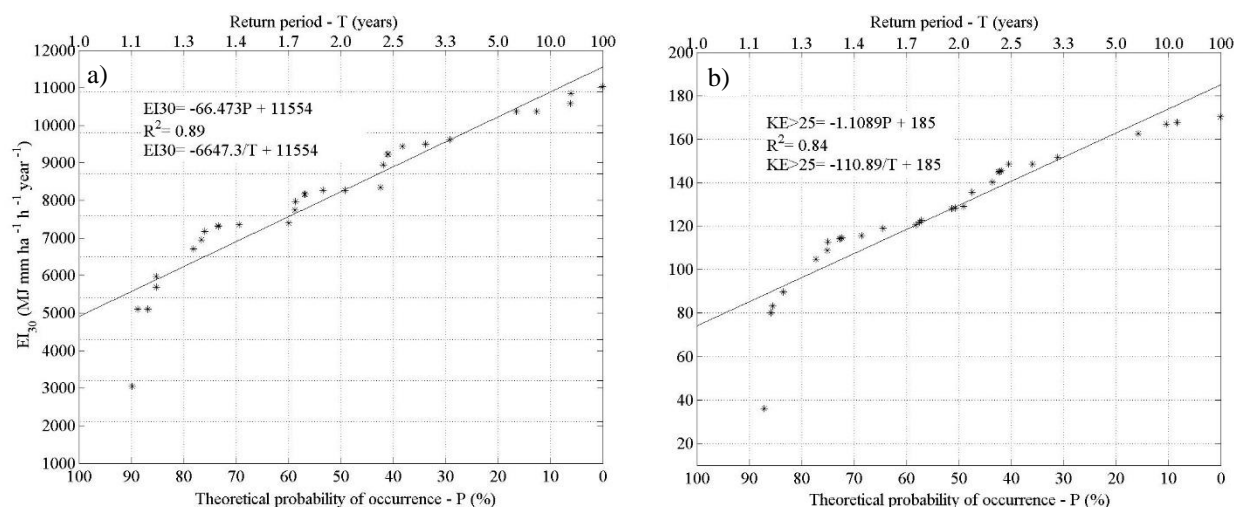 Return period - T (years)
1.0 1.1 1.3 1.4 1.7 2.0 2.5 3.3 5.0 10.0 100
12000
11000
10000
9000
8000
7000
6000
5000
4000
3000
2000
1000
a)
EI30= -66.473P + 11554
R²= 0.89
EI30= -6647.3/T + 11554
EI₃₀ (MJ mm ha⁻¹ h⁻¹ year⁻¹)
100 90 80 70 60 50 40 30 20 10 0
Theoretical probability of occurrence - P (%)
Return period - T (years)
1.0 1.1 1.3 1.4 1.7 2.0 2.5 3.3 5.0 10.0 100
200
180
160
140
120
100
80
60
40
20
b)
KE>25= -1.1089P + 185
R²= 0.84
KE>25= -110.89/T + 185
100 90 80 70 60 50 40 30 20 10 0
Theoretical probability of occurrence - P (%)